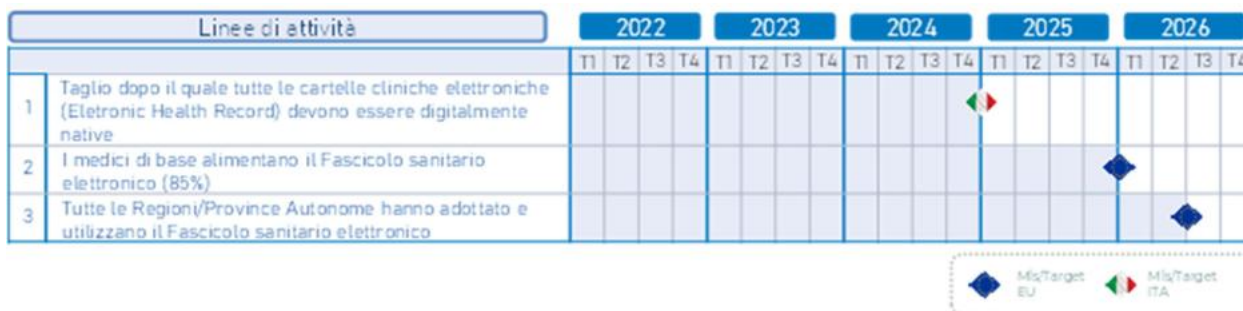 Linee di attività 2022 2023 2024 2025 2026
T1 T2 T3 T4 T1 T2 T3 T4 T1 T2 T3 T4 T1 T2 T3 T4 T1 T2 T3 T4
1 Taglio dopo il quale tutte le cartelle cliniche elettroniche
(Eletronic Health Record) devono essere digitalmente
native
2 I medici di base alimentano il Fascicolo sanitario
elettronico (85%)
3 Tutte le Regioni/Province Autonome hanno adottato e
utilizzano il Fascicolo sanitario elettronico
Mls/Target Mls/Target
EU ITA